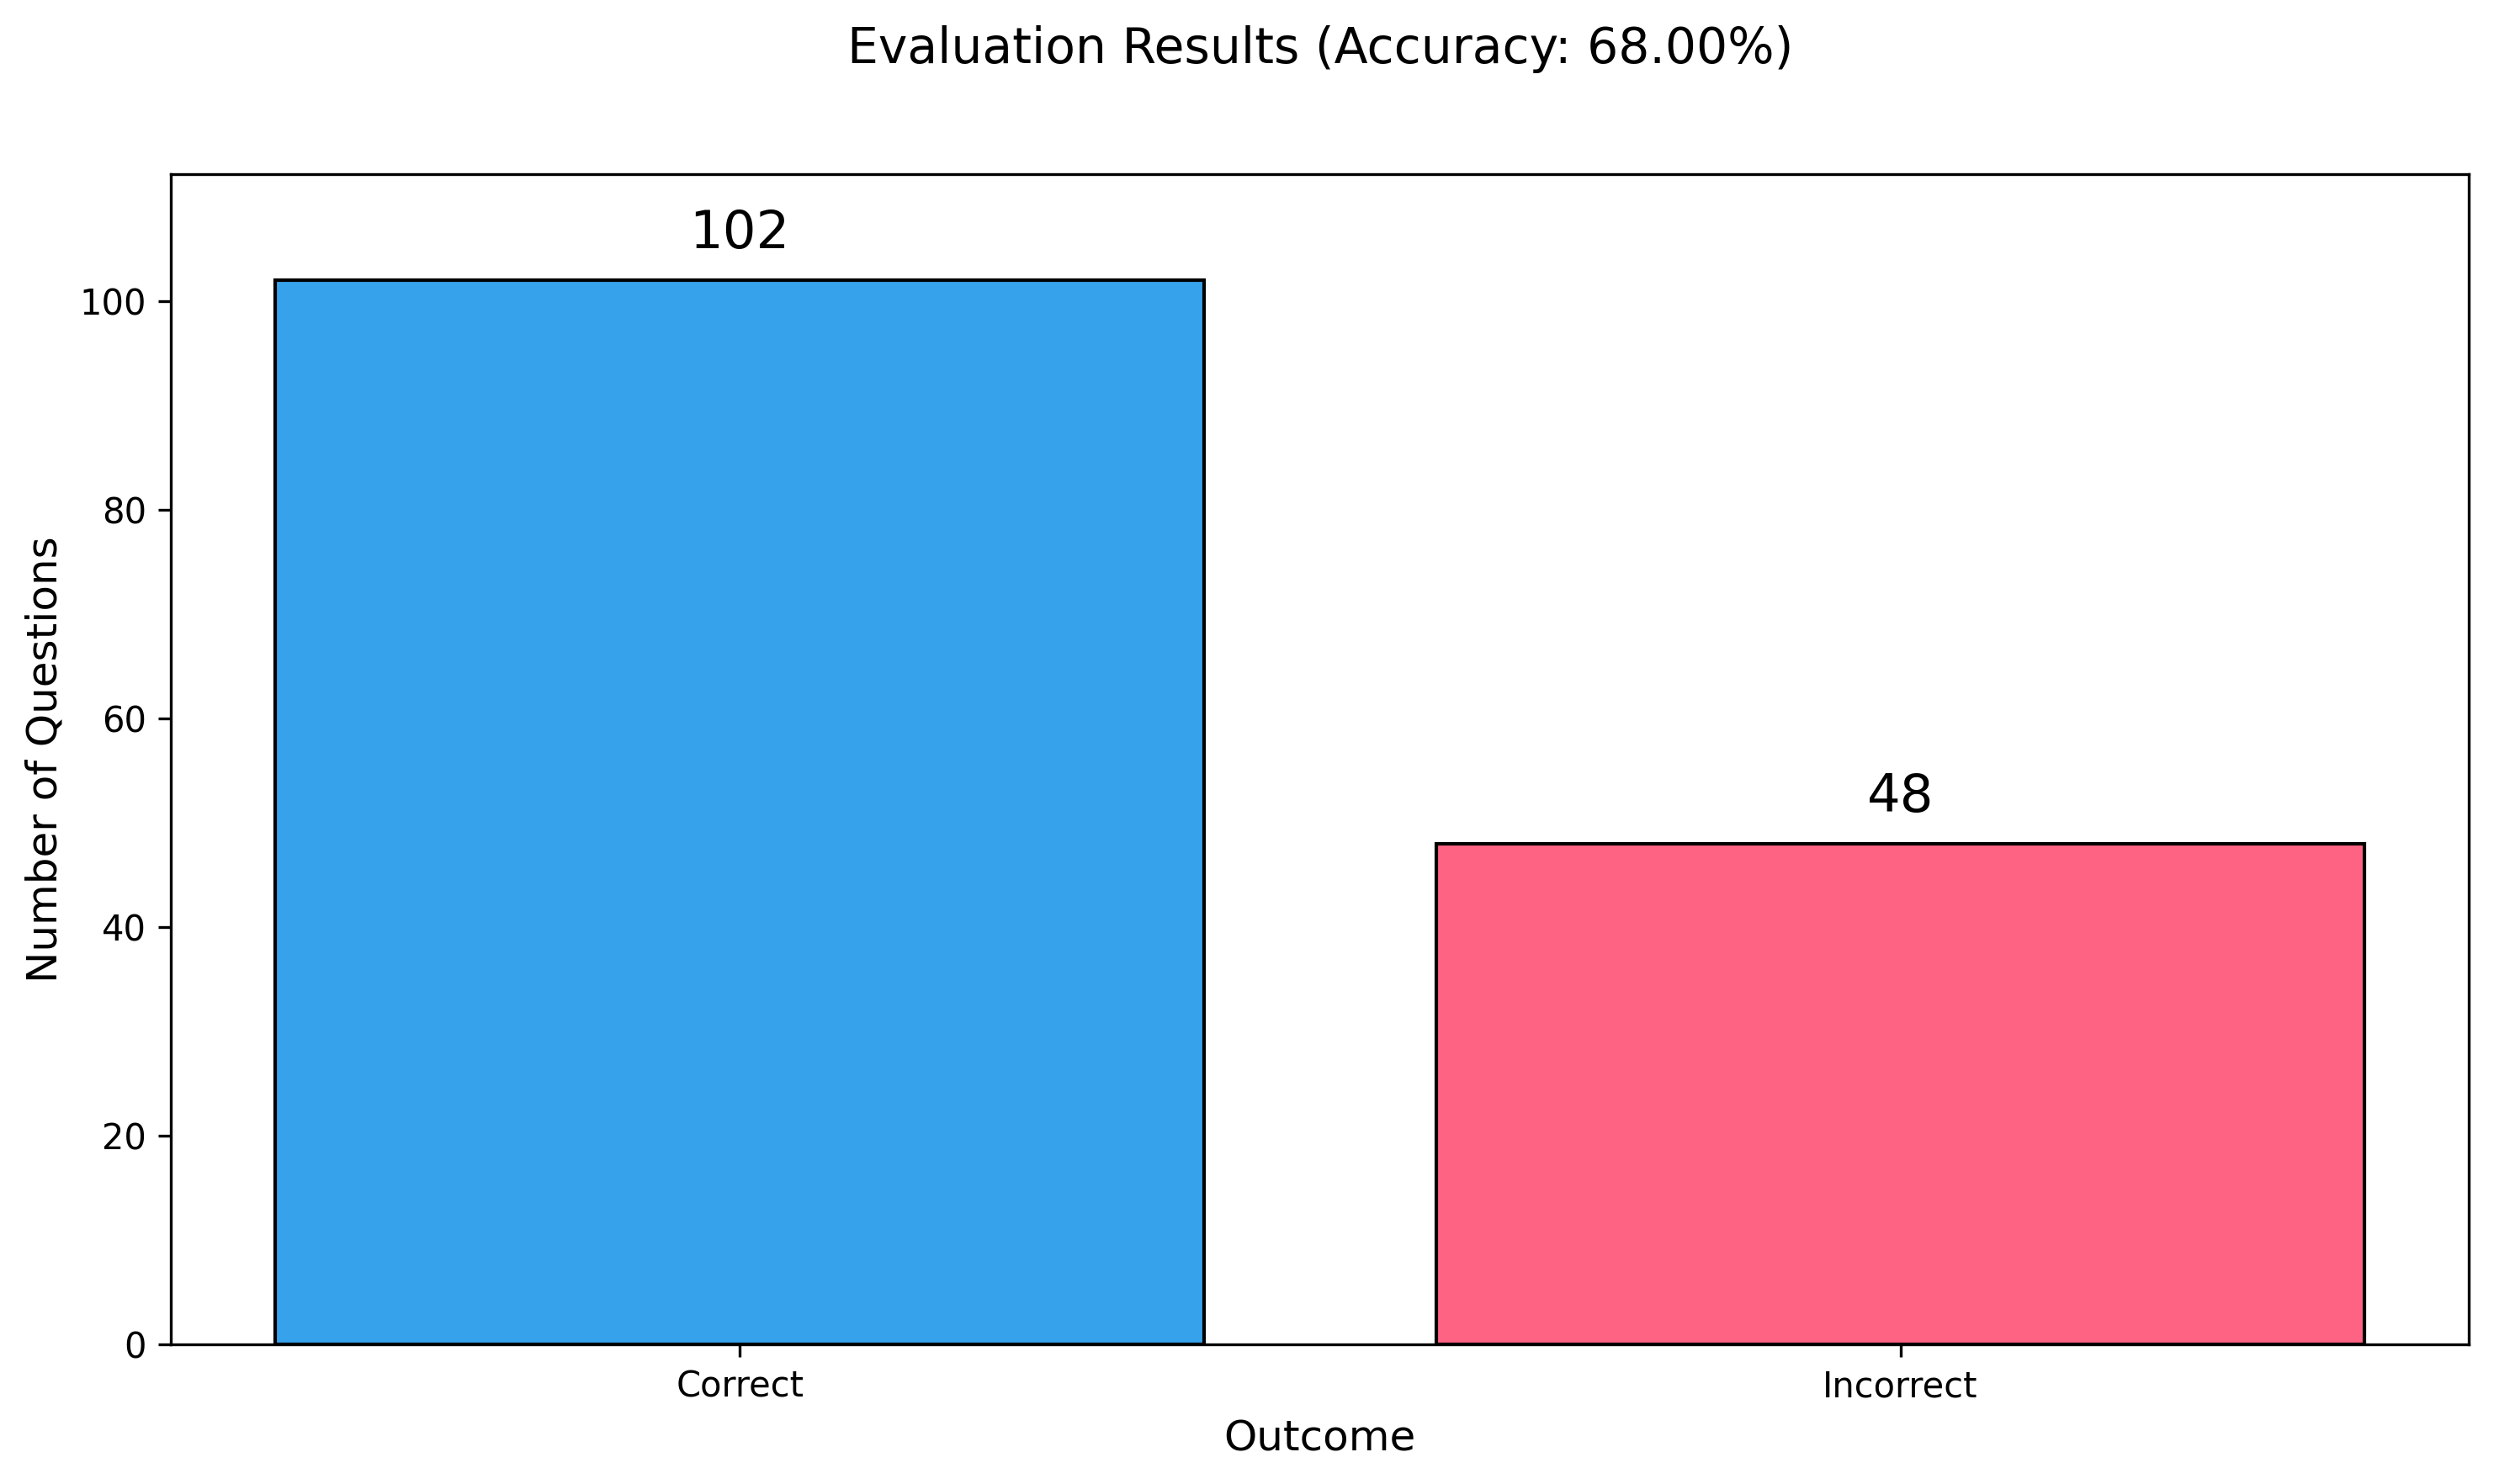 Evaluation Results (Accuracy: 68.00%)
102
100
80
Number of Questions
60
48
40
20
0
Correct
Incorrect
Outcome